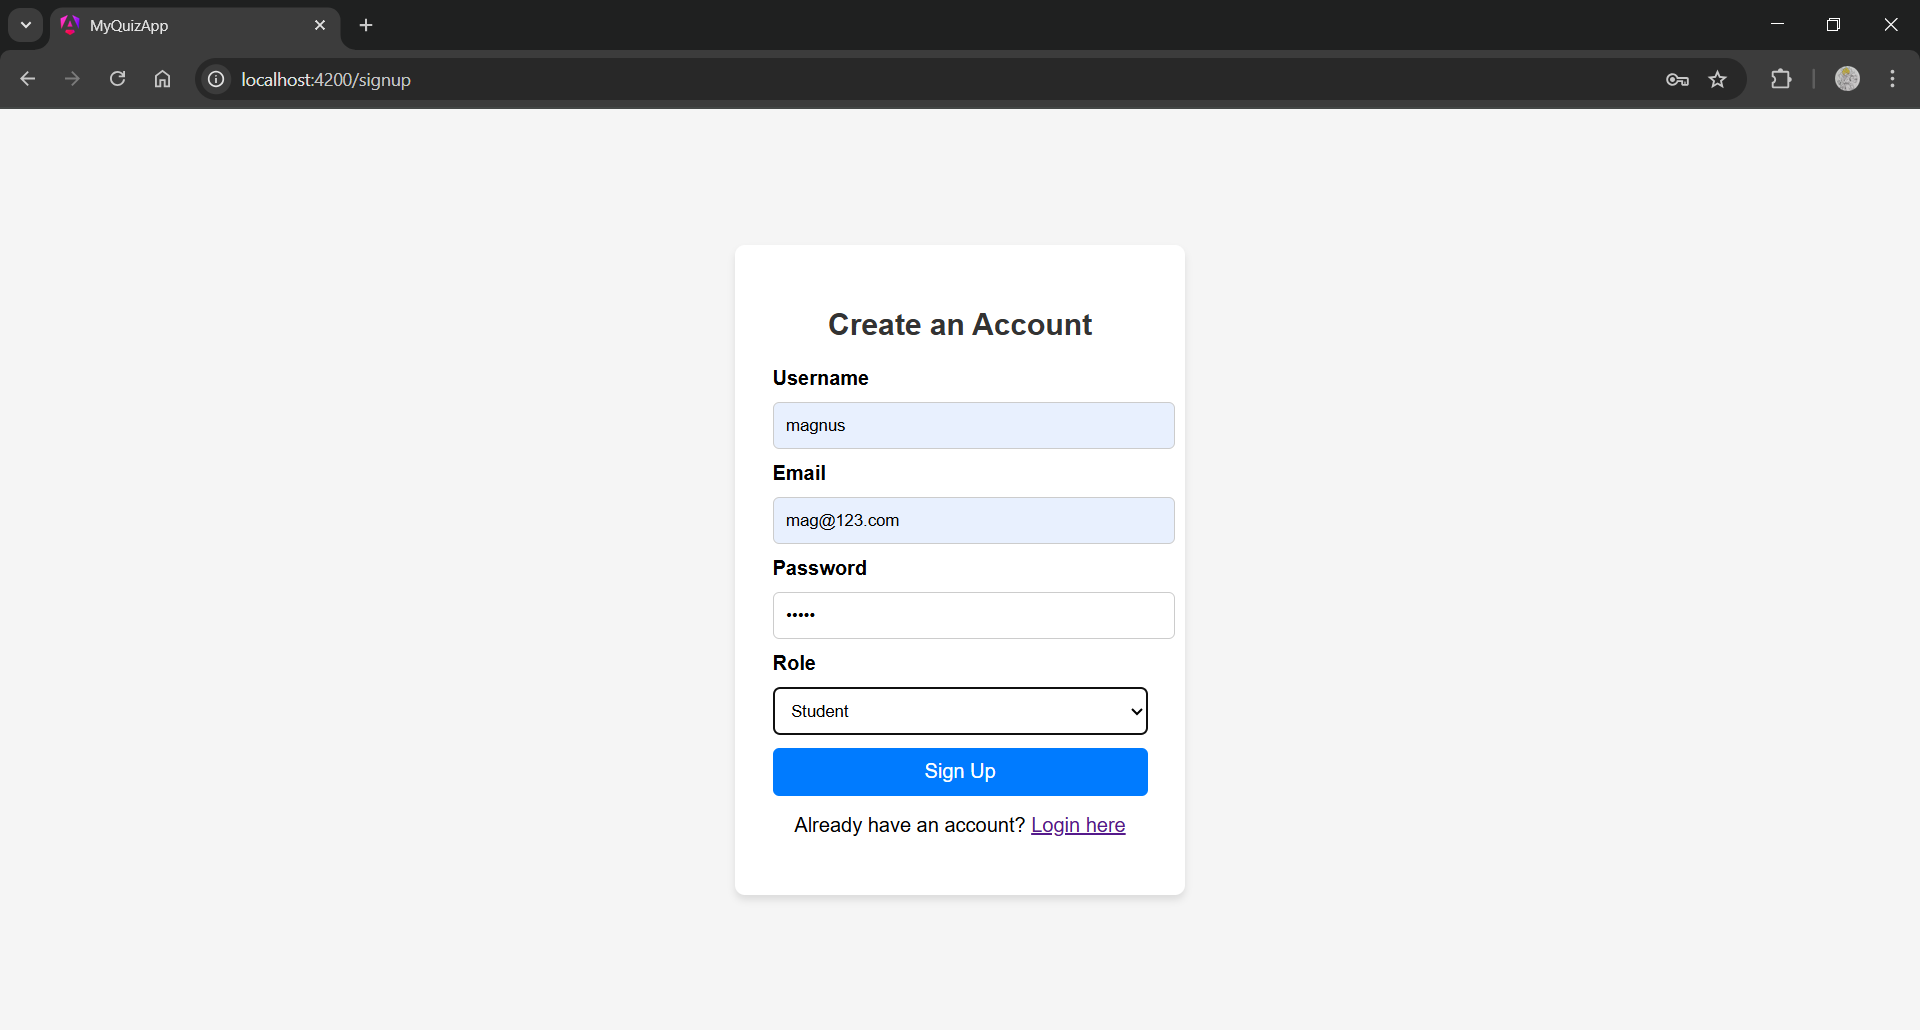 MyQuizApp
localhost:4200/signup
Create an Account
Username
magnus
Email
mag@123.com
Password
•••••
Role
Student
Sign Up
Already have an account? Login here